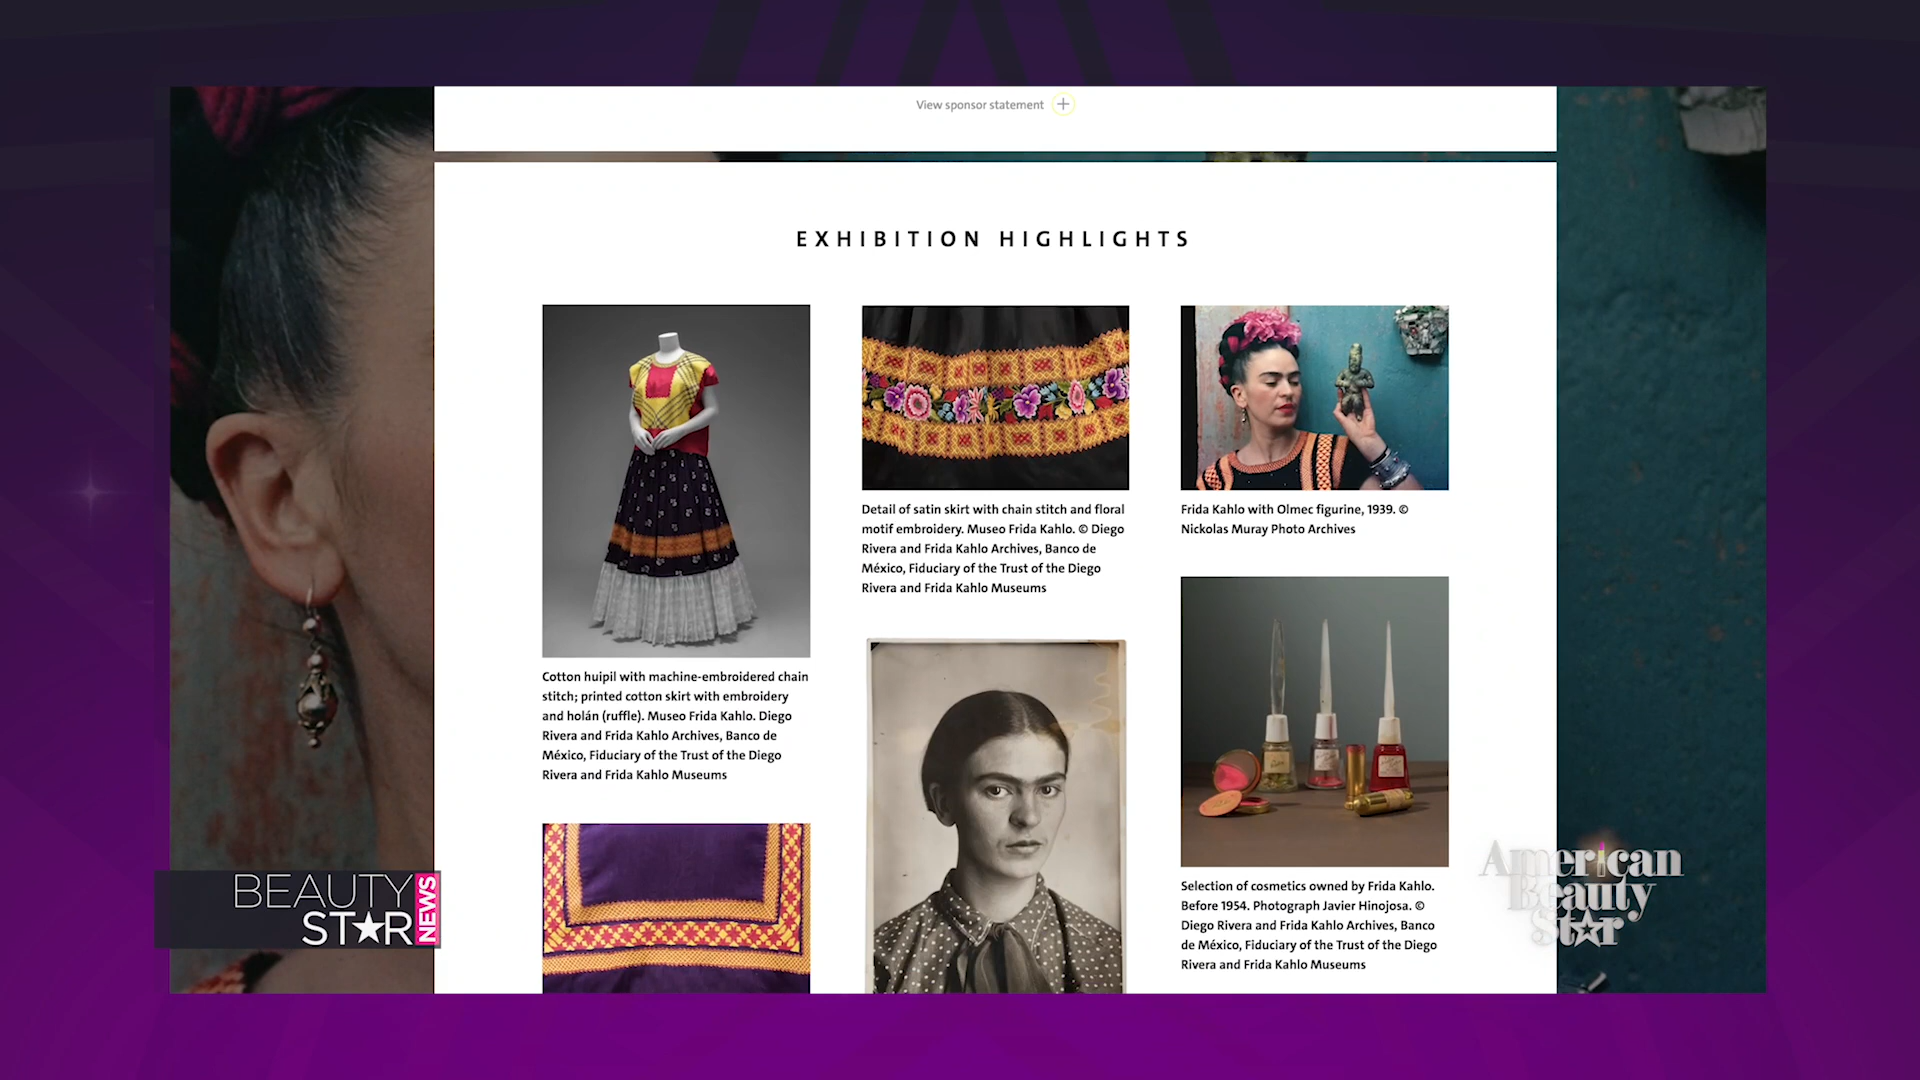 View sponsor statement
EXHIBITION HIGHLIGHTS
Cotton huipil with machine-embroidered chain
stitch; printed cotton skirt with embroidery
and holán (ruffle). Museo Frida Kahlo. Diego
Rivera and Frida Kahlo Archives, Banco de
México, Fiduciary of the Trust of the Diego
Rivera and Frida Kahlo Museums
Detail of satin skirt with chain stitch and floral
motif embroidery. Museo Frida Kahlo. © Diego
Rivera and Frida Kahlo Archives, Banco de
México, Fiduciary of the Trust of the Diego
Rivera and Frida Kahlo Museums
Frida Kahlo with Olmec figurine, 1939. ©
Nickolas Muray Photo Archives
Selection of cosmetics owned by Frida Kahlo.
Before 1954. Photograph Javier Hinojosa. ©
Diego Rivera and Frida Kahlo Archives, Banco
de México, Fiduciary of the Trust of the Diego
Rivera and Frida Kahlo Museums
BEAUTY
STAR
NEWS
American
Beauty
Star